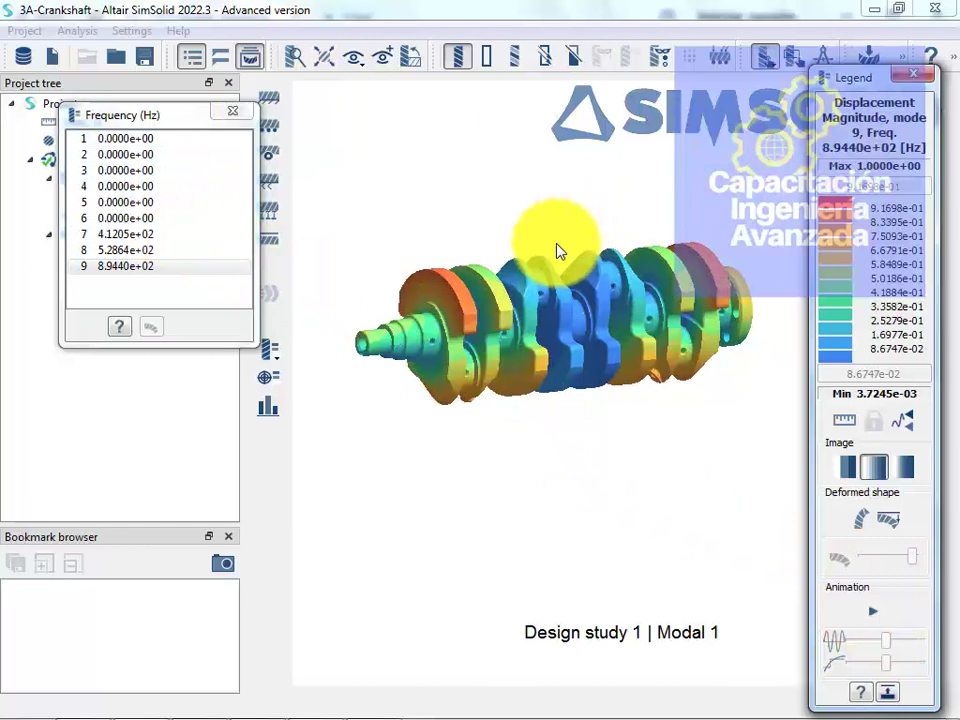 3A-Crankshaft - Altair SimSolid 2022.3 - Advanced version
Project Analysis Settings Help
Project tree
Frequency (Hz)
1 0.0000e+00
2 0.0000e+00
3 0.0000e+00
4 0.0000e+00
5 0.0000e+00
6 0.0000e+00
7 4.1205e+02
8 5.2864e+02
9 8.9440e+02
Bookmark browser
Capacitación
Ingeniería
Avanzada
Design study 1 | Modal 1
Legend
Displacement
Magnitude, mode
9, Freq.
8.9440e+02 [Hz]
Max 1.0000e+00
9.1698e-01
9.1698e-01
8.3395e-01
7.5093e-01
6.6791e-01
5.8489e-01
5.0186e-01
4.1884e-01
3.3582e-01
2.5279e-01
1.6977e-01
8.6747e-02
8.6747e-02
Min 3.7245e-03
Image
Deformed shape
Animation